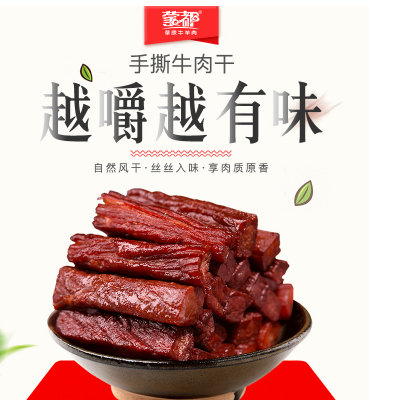 蒙都
草原牛羊肉
手撕牛肉干
越嚼越有味
自然风干·丝丝入味·享肉质原香